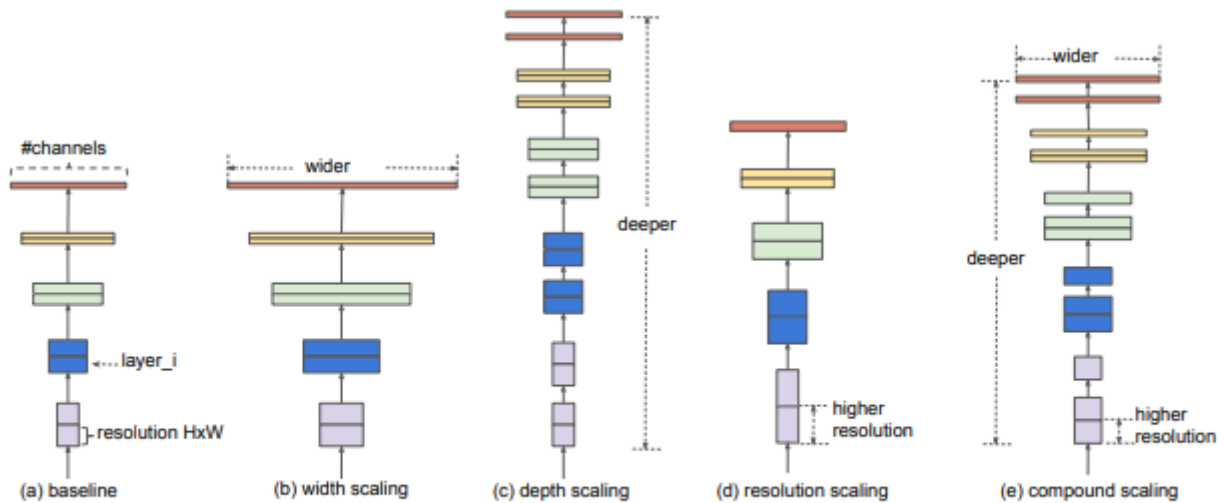 #channels
layer_i
resolution HxW
(a) baseline
wider
(b) width scaling
deeper
(c) depth scaling
higher
resolution
(d) resolution scaling
wider
deeper
higher
resolution
(e) compound scaling